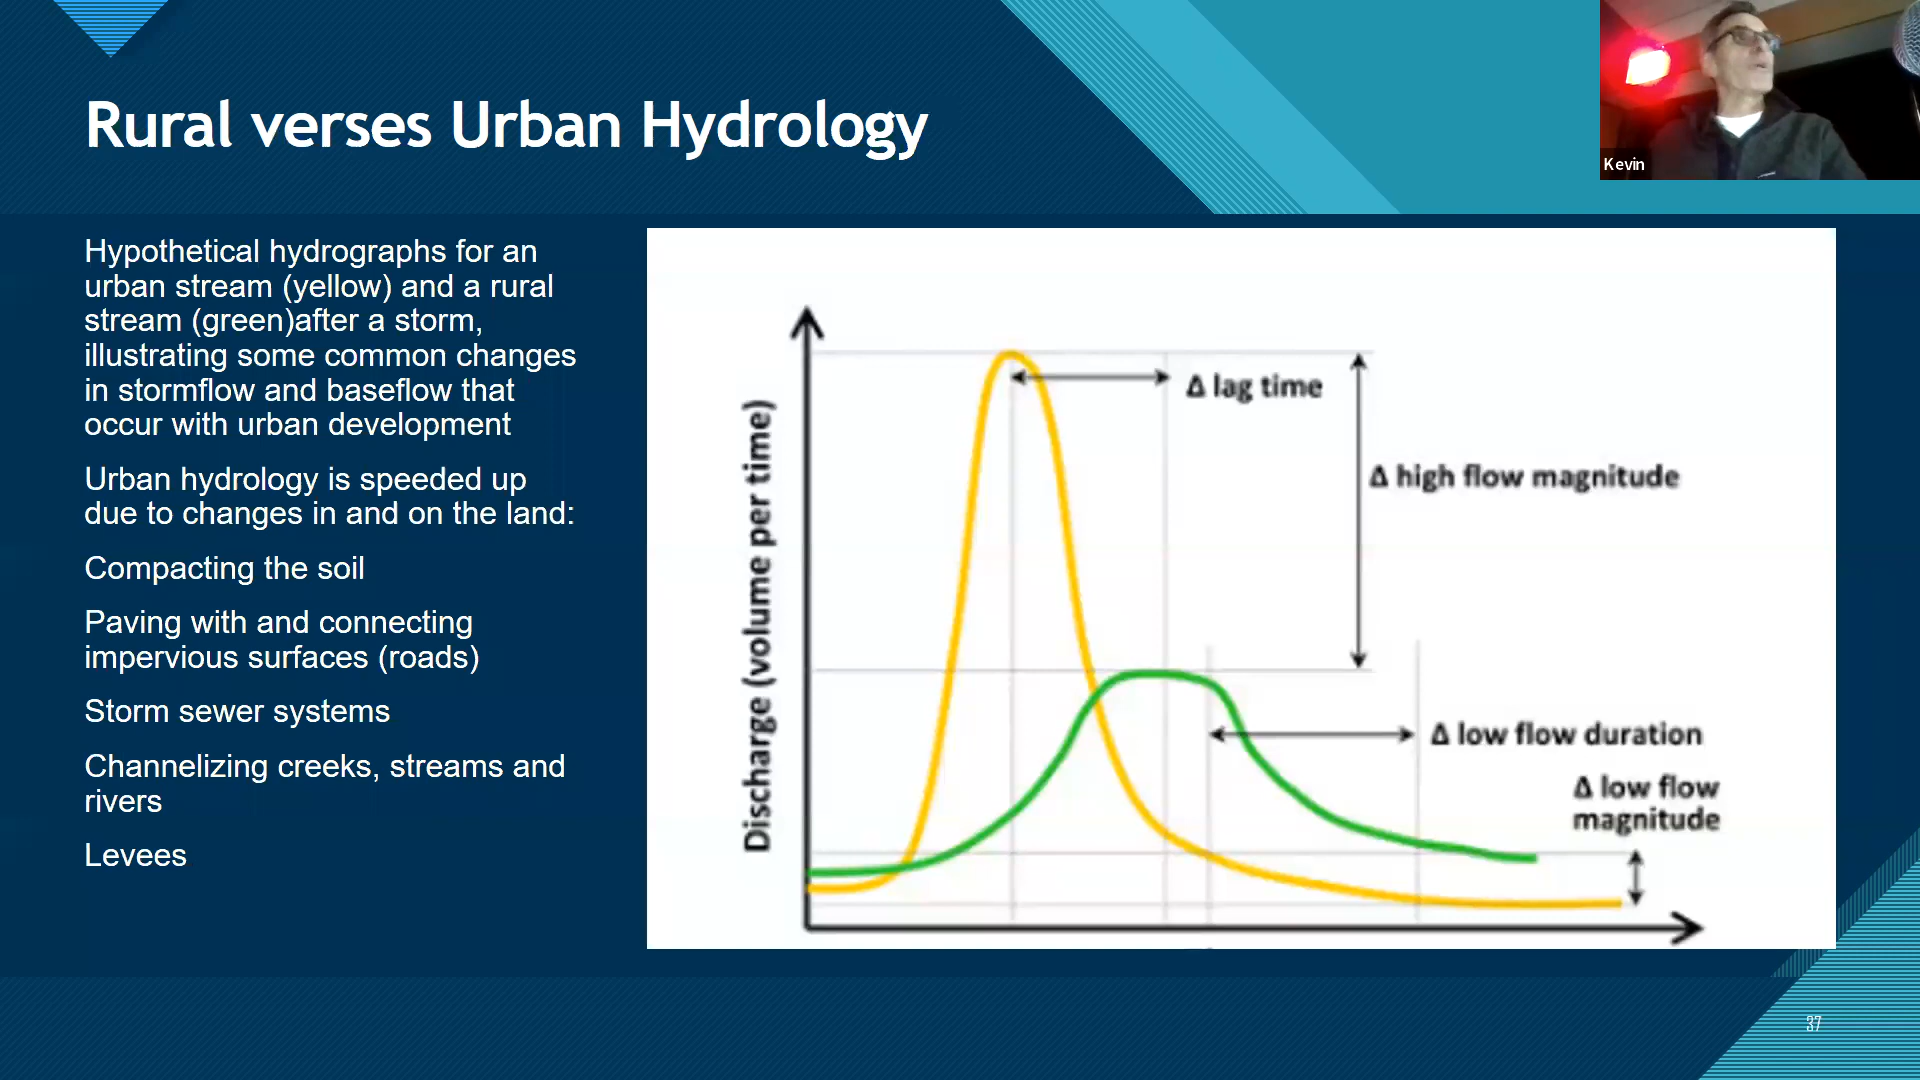 Kevin
Rural verses Urban Hydrology
Hypothetical hydrographs for an
urban stream (yellow) and a rural
stream (green)after a storm,
illustrating some common changes
in stormflow and baseflow that
occur with urban development
Urban hydrology is speeded up
due to changes in and on the land:
Compacting the soil
Paving with and connecting
impervious surfaces (roads)
Storm sewer systems
Channelizing creeks, streams and
rivers
Levees
Discharge (volume per time)
Δ lag time
Δ high flow magnitude
Δ low flow duration
Δ low flow
magnitude
37